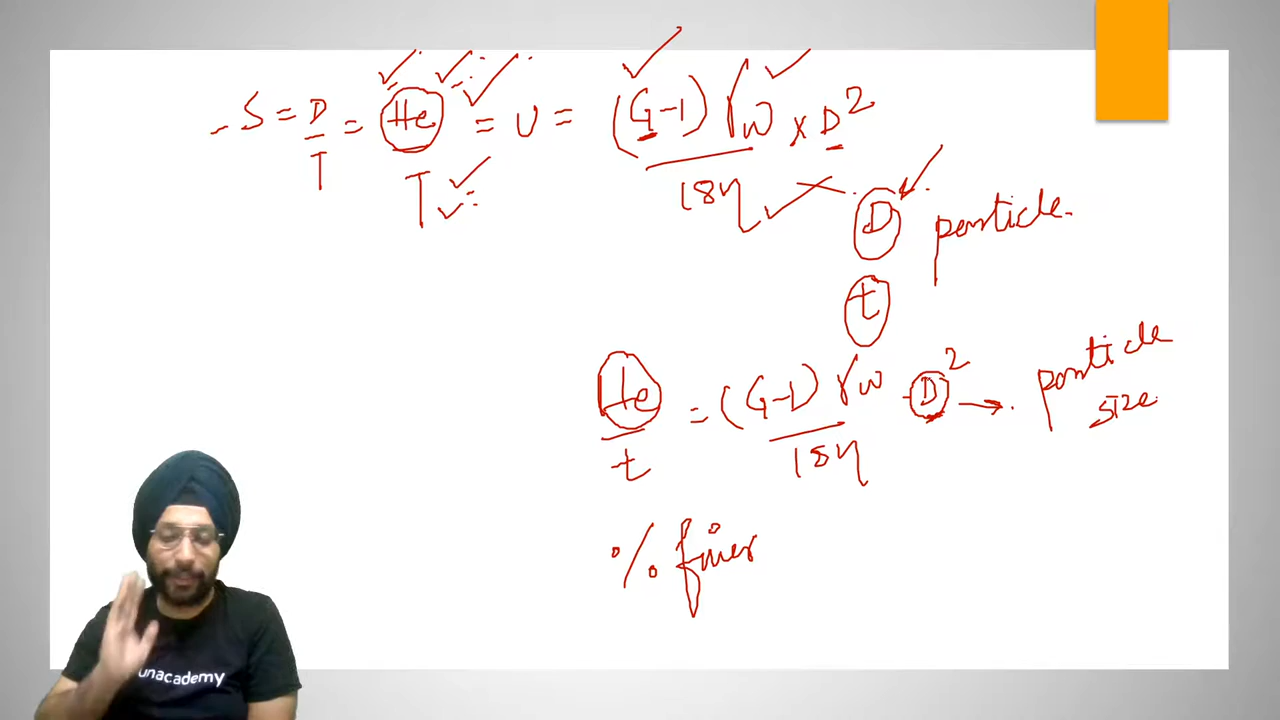 S = D/T = He/T = v = (G-1) γw/18η × D²
D particle.
t
He/t = (G-1) γw/18η D² → particle size
% finer
unacademy